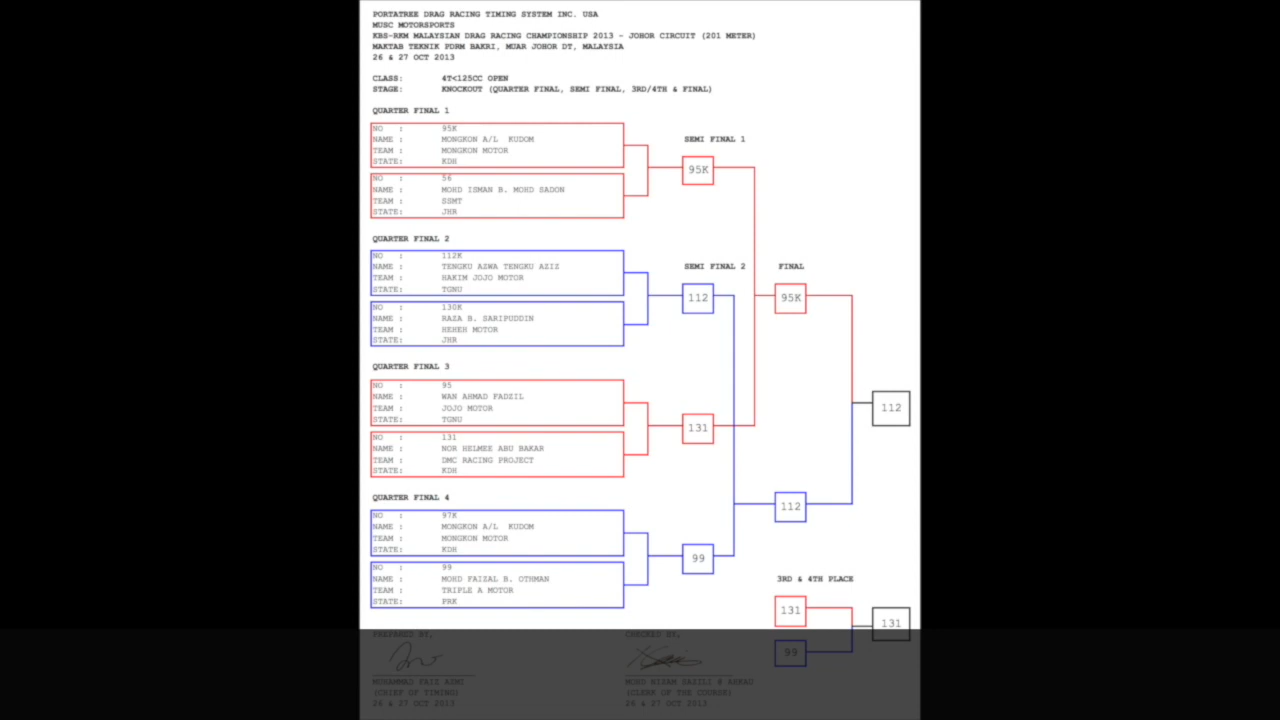 PORTATREE DRAG RACING TIMING SYSTEM INC. USA
MUSC MOTORSPORTS
KBS-RKM MALAYSIAN DRAG RACING CHAMPIONSHIP 2013 - JOHOR CIRCUIT (201 METER)
MAKTAB TEKNIK PDRM BAKRI, MUAR JOHOR DT, MALAYSIA
26 & 27 OCT 2013
CLASS: 4T<125CC OPEN
STAGE: KNOCKOUT (QUARTER FINAL, SEMI FINAL, 3RD/4TH & FINAL)
QUARTER FINAL 1
NO : 95K
NAME : MONGKON A/L KUDOM
TEAM : MONGKON MOTOR
STATE: KDH
NO : 56
NAME : MOHD ISMAN B. MOHD SADON
TEAM : SSMT
STATE: JHR
QUARTER FINAL 2
NO : 112K
NAME : TENGKU AZWA TENGKU AZIZ
TEAM : HAKIM JOJO MOTOR
STATE: TGNU
NO : 130K
NAME : RAZA B. SARIPUDDIN
TEAM : HEHEH MOTOR
STATE: JHR
QUARTER FINAL 3
NO : 95
NAME : WAN AHMAD FADZIL
TEAM : JOJO MOTOR
STATE: TGNU
NO : 131
NAME : NOR HELMEE ABU BAKAR
TEAM : DMC RACING PROJECT
STATE: KDH
QUARTER FINAL 4
NO : 97K
NAME : MONGKON A/L KUDOM
TEAM : MONGKON MOTOR
STATE: KDH
NO : 99
NAME : MOHD FAIZAL B. OTHMAN
TEAM : TRIPLE A MOTOR
STATE: PRK
SEMI FINAL 1
95K
SEMI FINAL 2
112
131
99
FINAL
95K
112
112
3RD & 4TH PLACE
131
99
131
PREPARED BY,
MUHAMMAD FAIZ ASMI
(CHIEF OF TIMING)
26 & 27 OCT 2013
CHECKED BY,
MOHD NIZAM
(CLERK OF THE COURSE)
26 & 27 OCT 2013